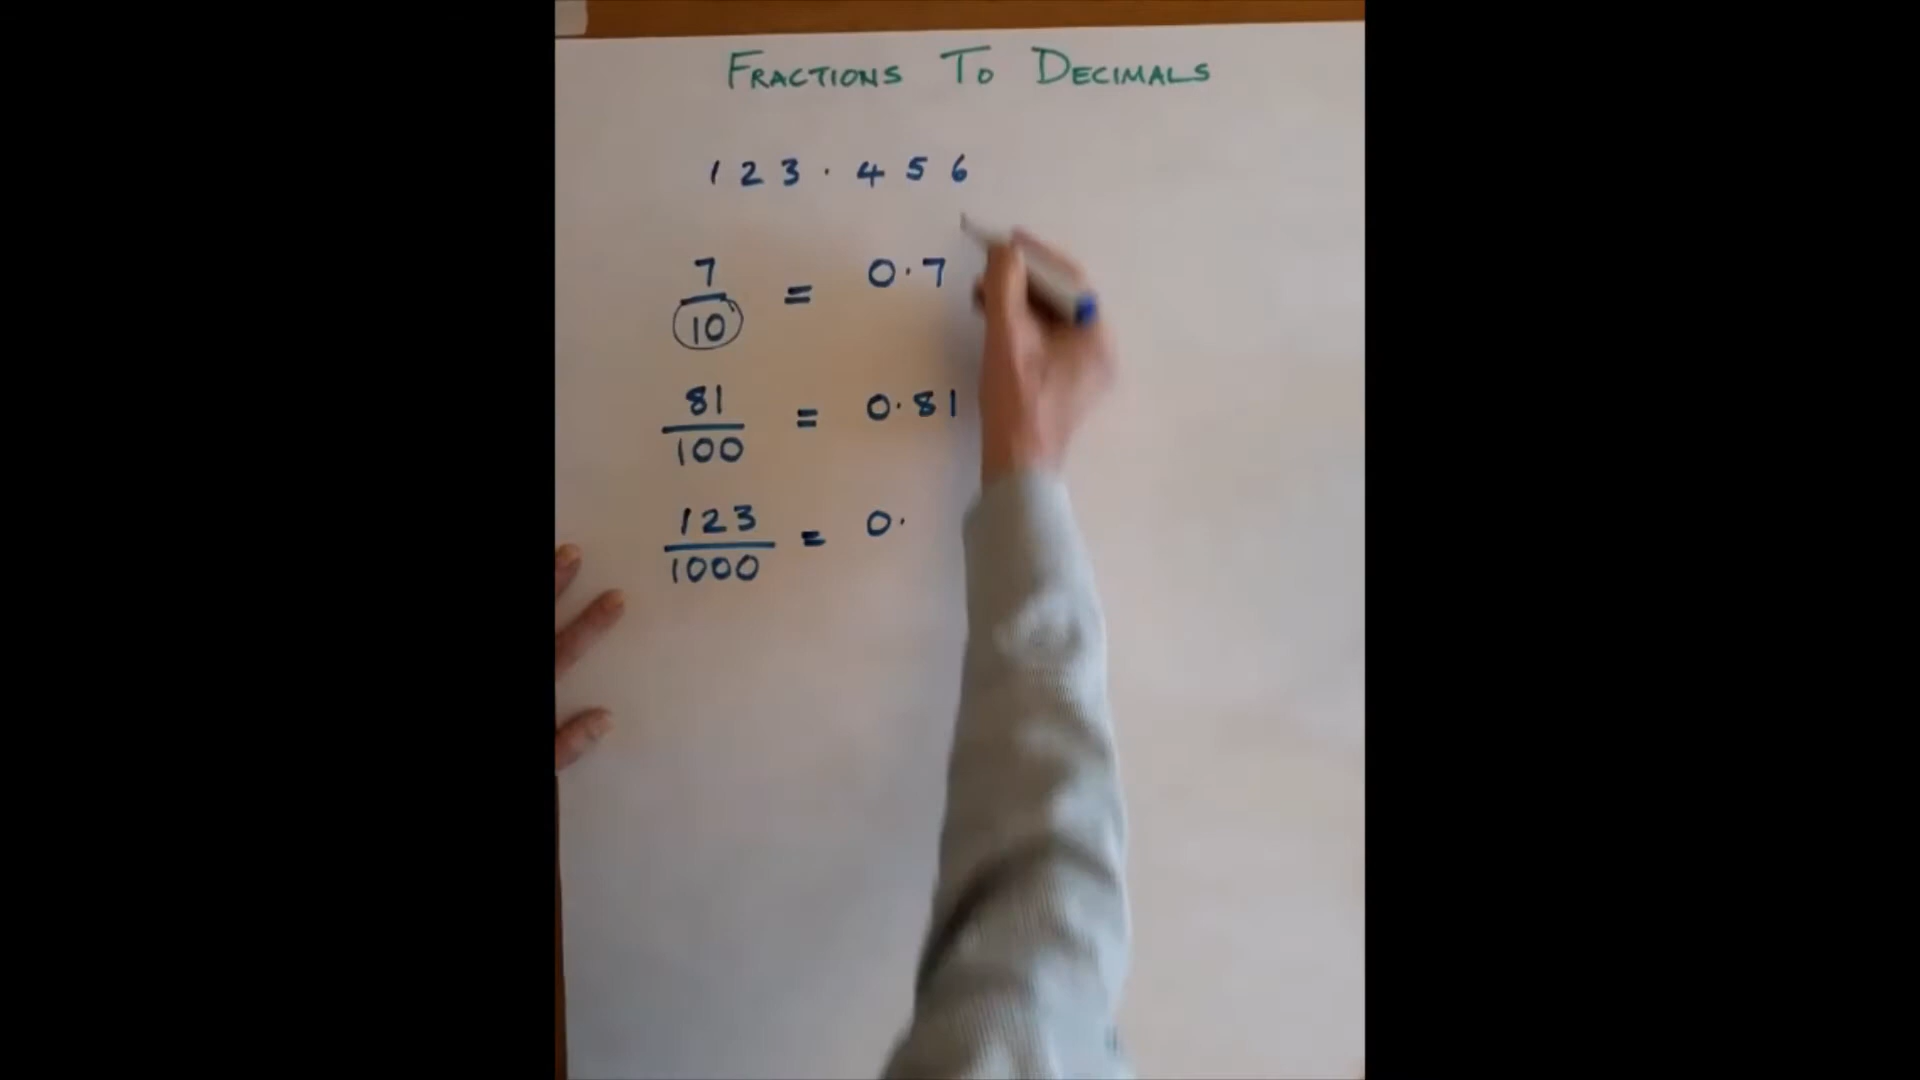 FRACTIONS TO DECIMALS
123.456
7/10 = 0.7
81/100 = 0.81
123/1000 = 0.